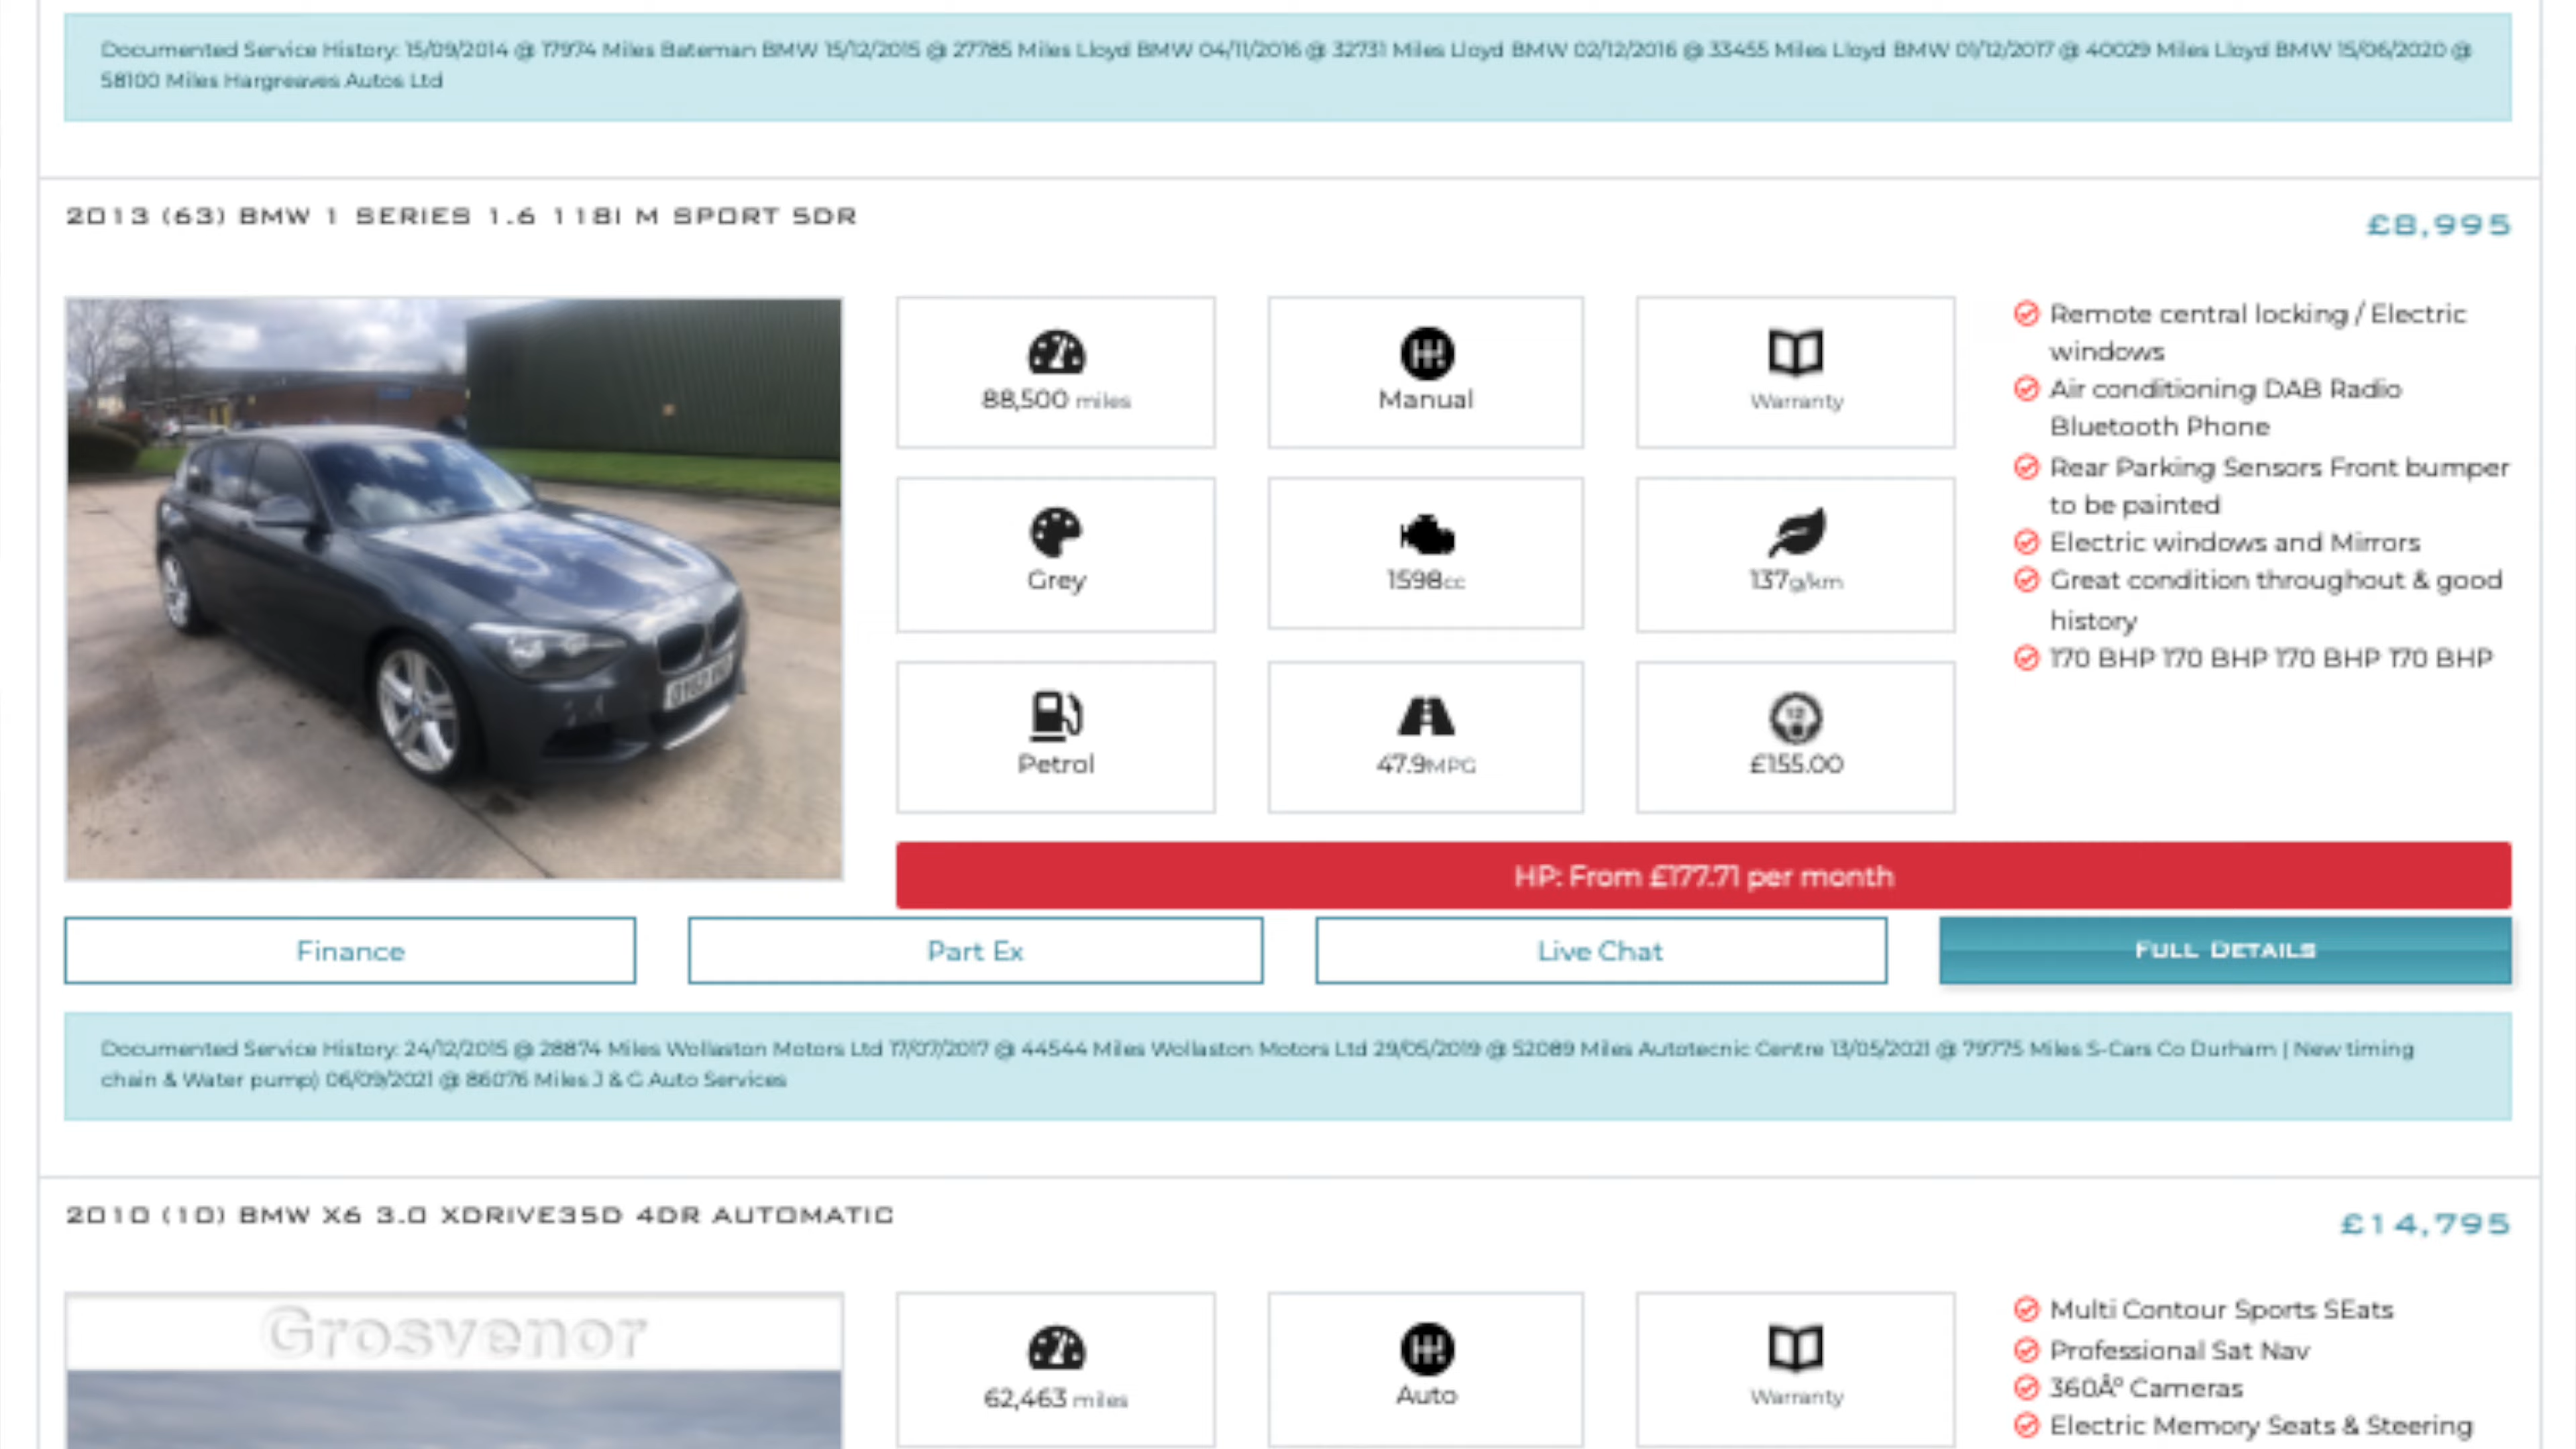 Documented Service History: 15/09/2014 @ 17974 Miles Bateman BMW 15/12/2015 @ 27785 Miles Lloyd BMW 04/11/2016 @ 32731 Miles Lloyd BMW 02/12/2016 @ 33455 Miles Lloyd BMW 01/12/2017 @ 40029 Miles Lloyd BMW 15/06/2020 @
58100 Miles Hargreaves Autos Ltd
2013 (63) BMW 1 SERIES 1.6 118I M SPORT 5DR
£8,995
88,500 miles
Manual
Warranty
Grey
1598cc
137g/km
Petrol
47.9MPG
12
£155.00
Remote central locking / Electric
windows
Air conditioning DAB Radio
Bluetooth Phone
Rear Parking Sensors Front bumper
to be painted
Electric windows and Mirrors
Great condition throughout & good
history
170 BHP 170 BHP 170 BHP 170 BHP
HP: From £177.71 per month
Finance
Part Ex
Live Chat
FULL DETAILS
Documented Service History: 24/12/2015 @ 28874 Miles Wollaston Motors Ltd 17/07/2017 @ 44544 Miles Wollaston Motors Ltd 29/05/2019 @ 52089 Miles Autotecnic Centre 13/05/2021 @ 79775 Miles S-Cars Co Durham ( New timing
chain & Water pump) 06/09/2021 @ 86076 Miles J & G Auto Services
2010 (10) BMW X6 3.0 XDRIVE35D 4DR AUTOMATIC
£14,795
Grosvenor
62,463 miles
Auto
Warranty
Multi Contour Sports SEats
Professional Sat Nav
360Åº Cameras
Electric Memory Seats & Steering